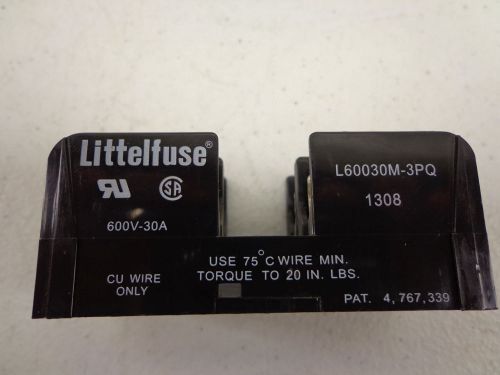 Littelfuse®
600V-30A
L60030M-3PQ
1308
CU WIRE
ONLY
USE 75°C WIRE MIN.
TORQUE TO 20 IN. LBS.
PAT. 4,767,339